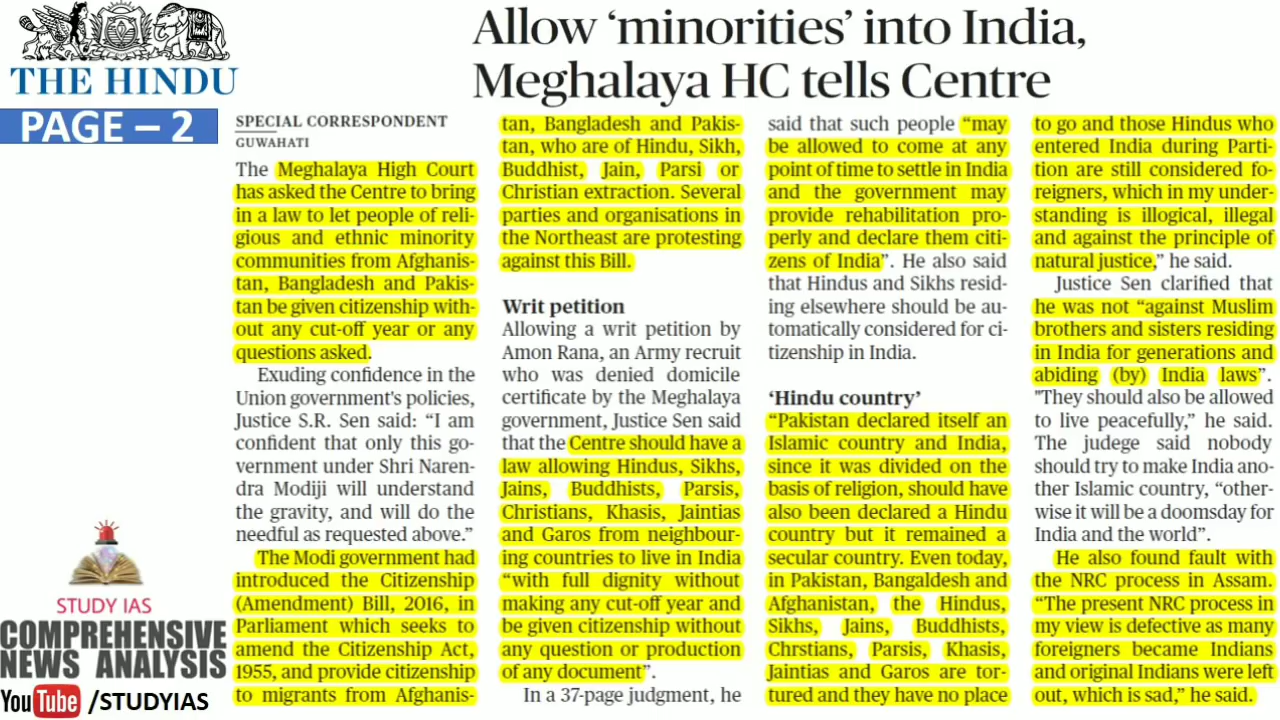 THE HINDU
PAGE – 2
Allow ‘minorities’ into India,
Meghalaya HC tells Centre
SPECIAL CORRESPONDENT
GUWAHATI
The Meghalaya High Court
has asked the Centre to bring
in a law to let people of reli-
gious and ethnic minority
communities from Afghanis-
tan, Bangladesh and Pakis-
tan be given citizenship with-
out any cut-off year or any
questions asked.
Exuding confidence in the
Union government's policies,
Justice S.R. Sen said: “I am
confident that only this go-
vernment under Shri Naren-
dra Modiji will understand
the gravity, and will do the
needful as requested above.”
The Modi government had
introduced the Citizenship
(Amendment) Bill, 2016, in
Parliament which seeks to
amend the Citizenship Act,
1955, and provide citizenship
to migrants from Afghanis-
tan, Bangladesh and Pakis-
tan, who are of Hindu, Sikh,
Buddhist, Jain, Parsi or
Christian extraction. Several
parties and organisations in
the Northeast are protesting
against this Bill.
Writ petition
Allowing a writ petition by
Amon Rana, an Army recruit
who was denied domicile
certificate by the Meghalaya
government, Justice Sen said
that the Centre should have a
law allowing Hindus, Sikhs,
Jains, Buddhists, Parsis,
Christians, Khasis, Jaintias
and Garos from neighbour-
ing countries to live in India
“with full dignity without
making any cut-off year and
be given citizenship without
any question or production
of any document”.
In a 37-page judgment, he
said that such people “may
be allowed to come at any
point of time to settle in India
and the government may
provide rehabilitation pro-
perly and declare them citi-
zens of India”. He also said
that Hindus and Sikhs resid-
ing elsewhere should be au-
tomatically considered for ci-
tizenship in India.
‘Hindu country’
“Pakistan declared itself an
Islamic country and India,
since it was divided on the
basis of religion, should have
also been declared a Hindu
country but it remained a
secular country. Even today,
in Pakistan, Bangaldesh and
Afghanistan, the Hindus,
Sikhs, Jains, Buddhists,
Chrstians, Parsis, Khasis,
Jaintias and Garos are tor-
tured and they have no place
to go and those Hindus who
entered India during Parti-
tion are still considered fo-
reigners, which in my under-
standing is illogical, illegal
and against the principle of
natural justice,” he said.
Justice Sen clarified that
he was not “against Muslim
brothers and sisters residing
in India for generations and
abiding (by) India laws”.
"They should also be allowed
to live peacefully,” he said.
The judege said nobody
should try to make India ano-
ther Islamic country, “other-
wise it will be a doomsday for
India and the world”.
He also found fault with
the NRC process in Assam.
“The present NRC process in
my view is defective as many
foreigners became Indians
and original Indians were left
out, which is sad,” he said.
STUDY IAS
COMPREHENSIVE
NEWS ANALYSIS
YouTube /STUDYIAS